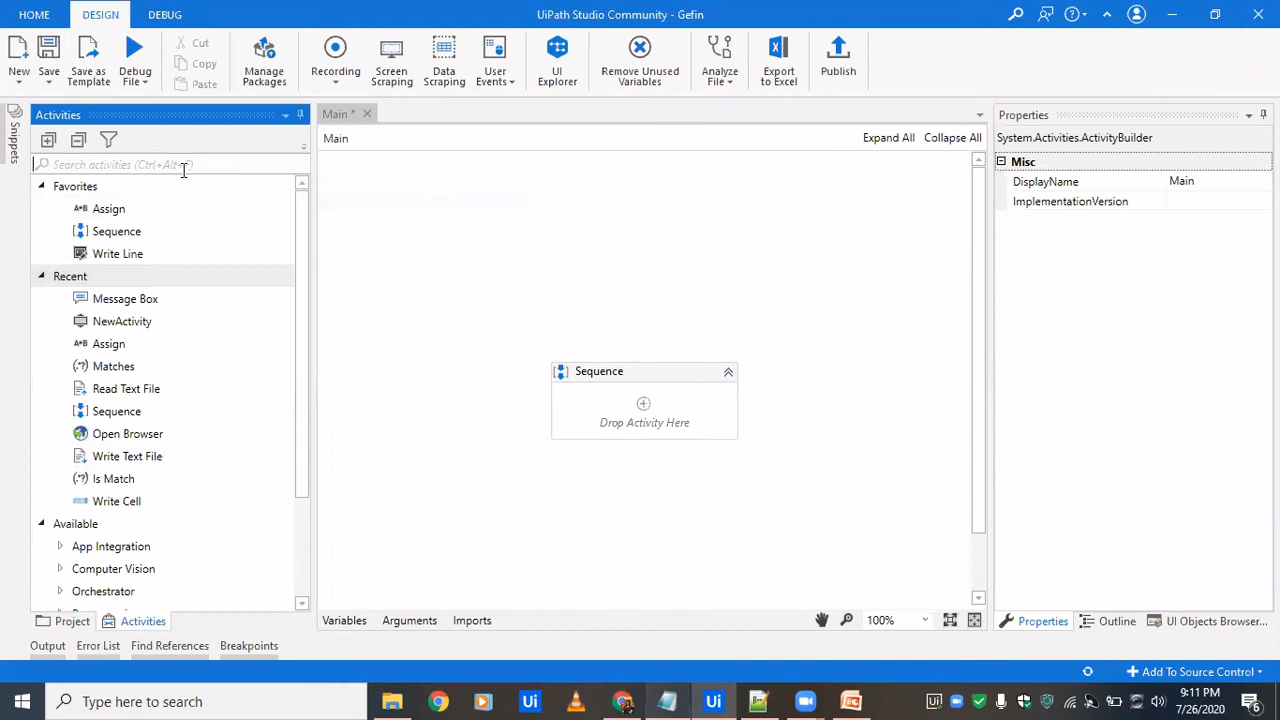 HOME
DESIGN
DEBUG
UiPath Studio Community - Gefin
New
Save
Save as Template
Debug File
Cut
Copy
Paste
Manage Packages
Recording
Screen Scraping
Data Scraping
User Events
UI Explorer
Remove Unused Variables
Analyze File
Export to Excel
Publish
Snippets
Activities
Search activities (Ctrl+Alt+F)
Favorites
Assign
Sequence
Write Line
Recent
Message Box
NewActivity
Assign
Matches
Read Text File
Sequence
Open Browser
Write Text File
Is Match
Write Cell
Available
App Integration
Computer Vision
Orchestrator
Project
Activities
Main *
Main
Expand All
Collapse All
Sequence
Drop Activity Here
Variables
Arguments
Imports
100%
Properties
System.Activities.ActivityBuilder
Misc
DisplayName
Main
ImplementationVersion
Properties
Outline
UI Objects Browser...
Output
Error List
Find References
Breakpoints
Add To Source Control
Type here to search
9:11 PM
7/26/2020
6